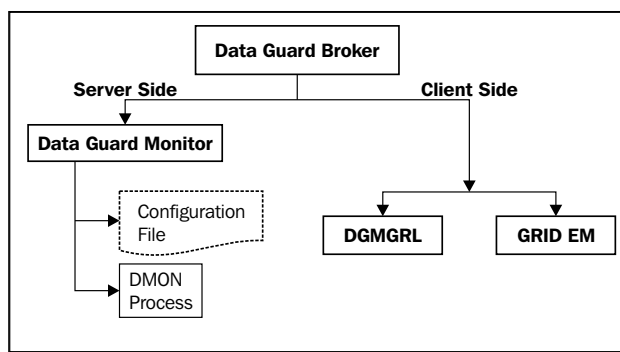 Data Guard Broker
Server Side
Client Side
Data Guard Monitor
Configuration
File
DMON
Process
DGMGRL
GRID EM